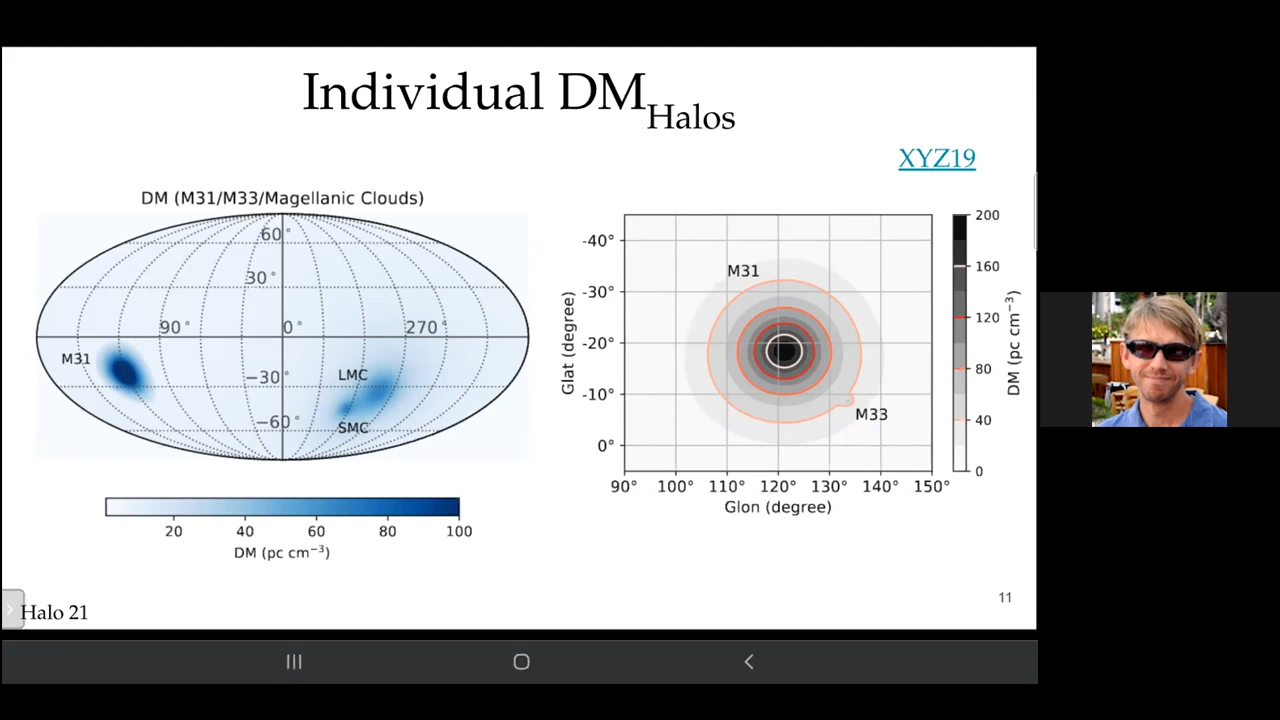 Individual DM_Halos
XYZ19
DM (M31/M33/Magellanic Clouds)
60°
30°
90° 0° 270°
M31
−30° LMC
−60° SMC
20 40 60 80 100
DM (pc cm⁻³)
-40°
-30°
-20°
-10°
0°
Glat (degree)
M31
M33
90° 100° 110° 120° 130° 140° 150°
Glon (degree)
200
160
120
80
40
0
DM (pc cm⁻³)
11
Halo 21